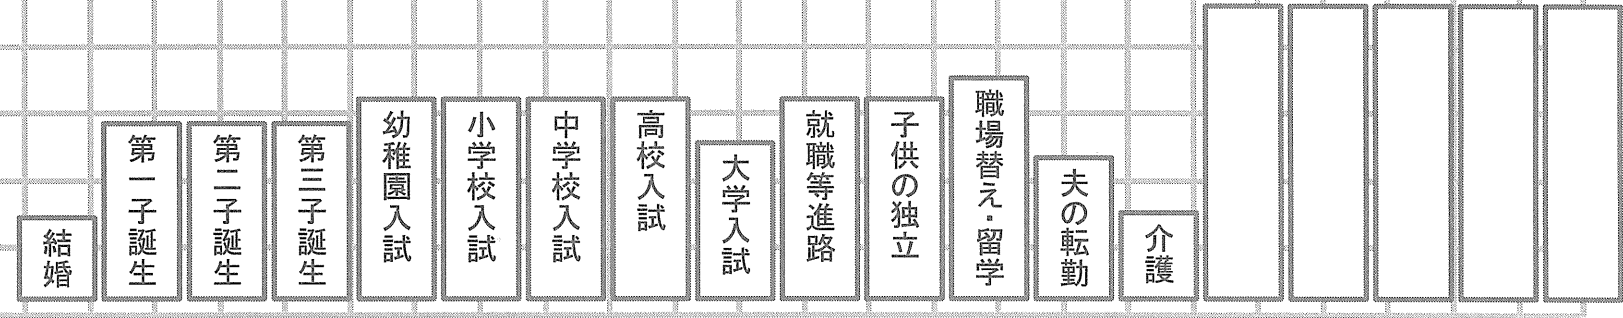 結婚
第一子誕生
第二子誕生
第三子誕生
幼稚園入試
小学校入試
中学校入試
高校入試
大学入試
就職等進路
子供の独立
職場替え・留学
夫の転勤
介護